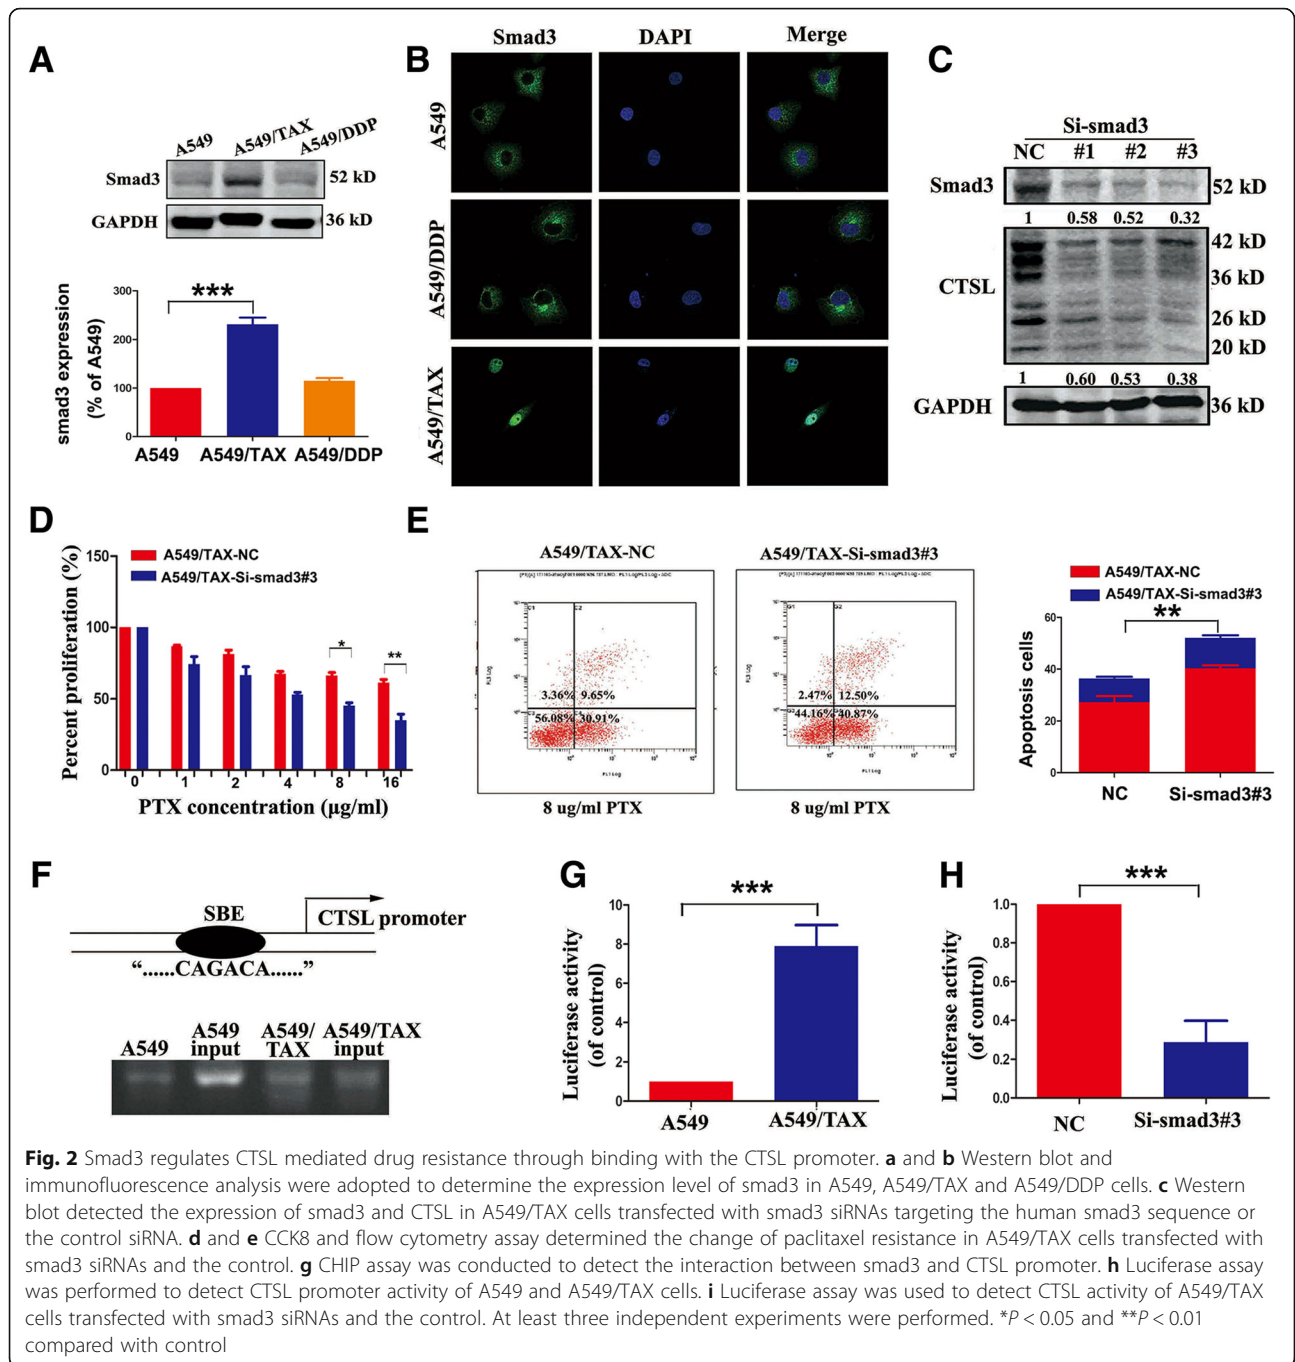 A
A549
A549/TAX
A549/DDP
Smad3
52 kD
GAPDH
36 kD
smad3 expression
(% of A549)
300
200
100
0
***
A549
A549/TAX
A549/DDP
B
Smad3
DAPI
Merge
A549
A549/DDP
A549/TAX
C
Si-smad3
NC #1 #2 #3
Smad3
52 kD
1 0.58 0.52 0.32
CTSL
42 kD
36 kD
26 kD
20 kD
1 0.60 0.53 0.38
GAPDH
36 kD
D
A549/TAX-NC
A549/TAX-Si-smad3#3
Percent proliferation (%)
150
100
50
0
*
**
0 1 2 4 8 16
PTX concentration (µg/ml)
E
A549/TAX-NC
3.36% 9.65%
56.08% 30.91%
8 ug/ml PTX
A549/TAX-Si-smad3#3
2.47% 12.50%
44.16% 40.87%
8 ug/ml PTX
A549/TAX-NC
A549/TAX-Si-smad3#3
**
Apoptosis cells
60
40
20
0
NC
Si-smad3#3
F
SBE
CTSL promoter
“......CAGACA......”
A549
A549
input
A549/
TAX
A549/TAX
input
G
***
Luciferase activity
(of control)
10
8
6
4
2
0
A549
A549/TAX
H
***
Luciferase activity
(of control)
1.0
0.8
0.6
0.4
0.2
0.0
NC
Si-smad3#3
Fig. 2 Smad3 regulates CTSL mediated drug resistance through binding with the CTSL promoter. a and b Western blot and
immunofluorescence analysis were adopted to determine the expression level of smad3 in A549, A549/TAX and A549/DDP cells. c Western
blot detected the expression of smad3 and CTSL in A549/TAX cells transfected with smad3 siRNAs targeting the human smad3 sequence or
the control siRNA. d and e CCK8 and flow cytometry assay determined the change of paclitaxel resistance in A549/TAX cells transfected with
smad3 siRNAs and the control. g CHIP assay was conducted to detect the interaction between smad3 and CTSL promoter. h Luciferase assay
was performed to detect CTSL promoter activity of A549 and A549/TAX cells. i Luciferase assay was used to detect CTSL activity of A549/TAX
cells transfected with smad3 siRNAs and the control. At least three independent experiments were performed. *P < 0.05 and **P < 0.01
compared with control